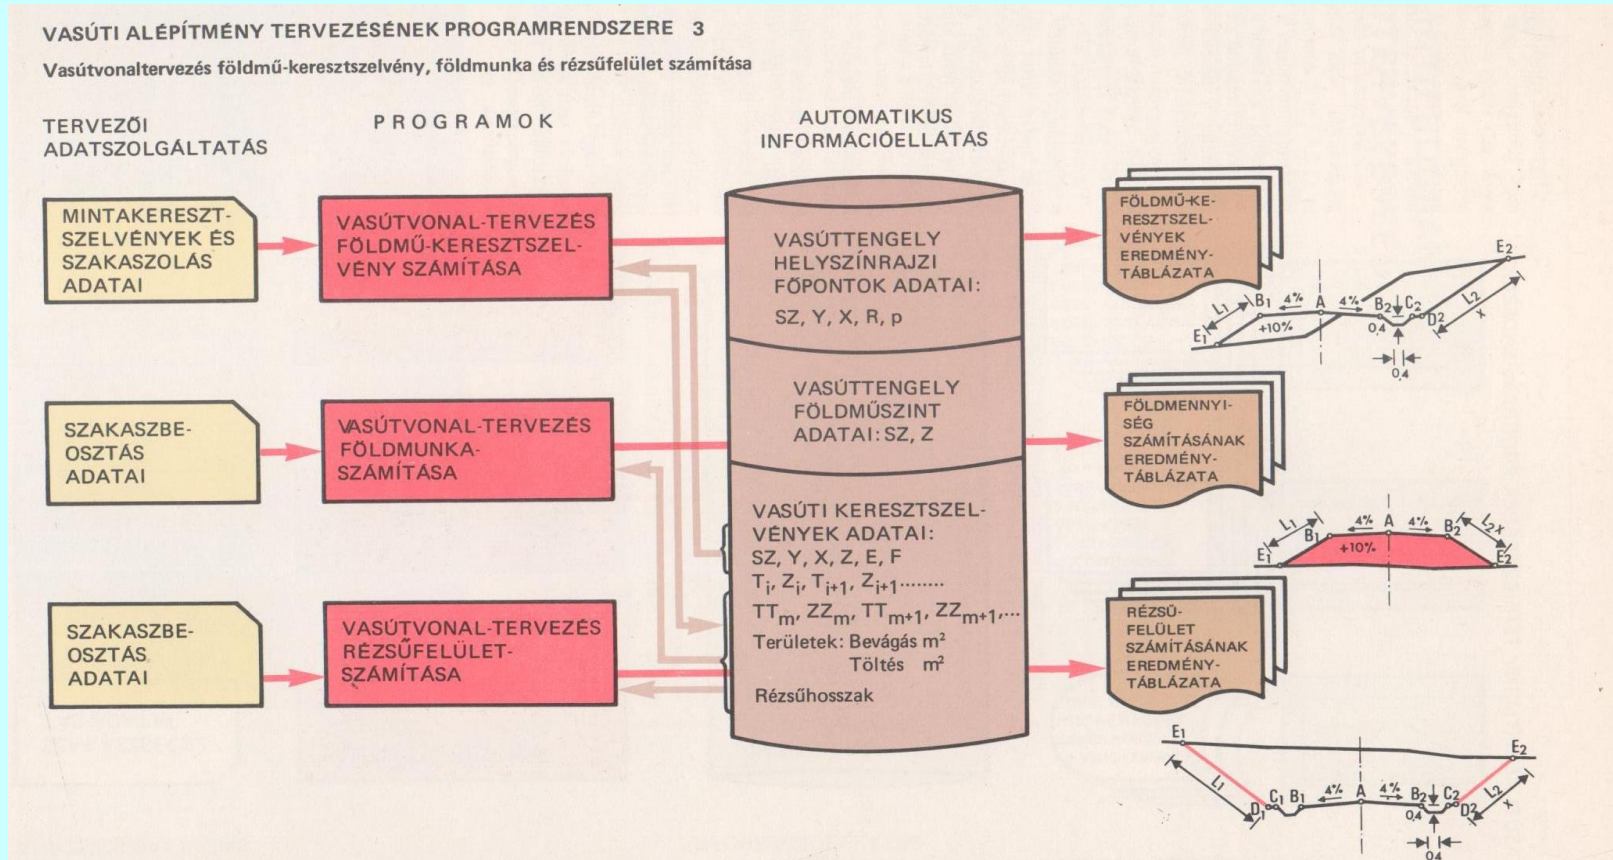 VASÚTI ALÉPÍTMÉNY TERVEZÉSÉNEK PROGRAMRENDSZERE 3
Vasútvonaltervezés földmű-keresztszelvény, földmunka és rézsűfelület számítása
TERVEZŐI
ADATSZOLGÁLTATÁS
PROGRAMOK
AUTOMATIKUS
INFORMÁCIÓELLÁTÁS
MINTAKERESZT-
SZELVÉNYEK ÉS
SZAKASZOLÁS
ADATAI
VASÚTVONAL-TERVEZÉS
FÖLDMŰ-KERESZTSZEL-
VÉNY SZÁMÍTÁSA
VASÚTTENGELY
HELYSZÍNRAJZI
FŐPONTOK ADATAI:
SZ, Y, X, R, p
FÖLDMŰ-KE-
RESZTSZEL-
VÉNYEK
EREDMÉNY-
TÁBLÁZATA
E1 L1 B1 4% A 4% B2 C2 D2 L2 x E2
+10% 0,4
0,4
SZAKASZBE-
OSZTÁS
ADATAI
VASÚTVONAL-TERVEZÉS
FÖLDMUNKA-
SZÁMÍTÁSA
VASÚTTENGELY
FÖLDMŰSZINT
ADATAI: SZ, Z
FÖLDMENNYI-
SÉG
SZÁMÍTÁSÁNAK
EREDMÉNY-
TÁBLÁZATA
E1 L1 B1 4% A 4% B2 L2 x E2
+10%
SZAKASZBE-
OSZTÁS
ADATAI
VASÚTVONAL-TERVEZÉS
RÉZSŰFELÜLET-
SZÁMÍTÁSA
VASÚTI KERESZTSZEL-
VÉNYEK ADATAI:
SZ, Y, X, Z, E, F
Ti, Zi, Ti+1, Zi+1........
TTm, ZZm, TTm+1, ZZm+1,...
Területek: Bevágás m²
Töltés m²
Rézsűhosszak
RÉZSŰ-
FELÜLET
SZÁMÍTÁSÁNAK
EREDMÉNY-
TÁBLÁZATA
E1 E2
L1 D1 C1 B1 4% A 4% B2 C2 D2 L2 x
0,4
0,4